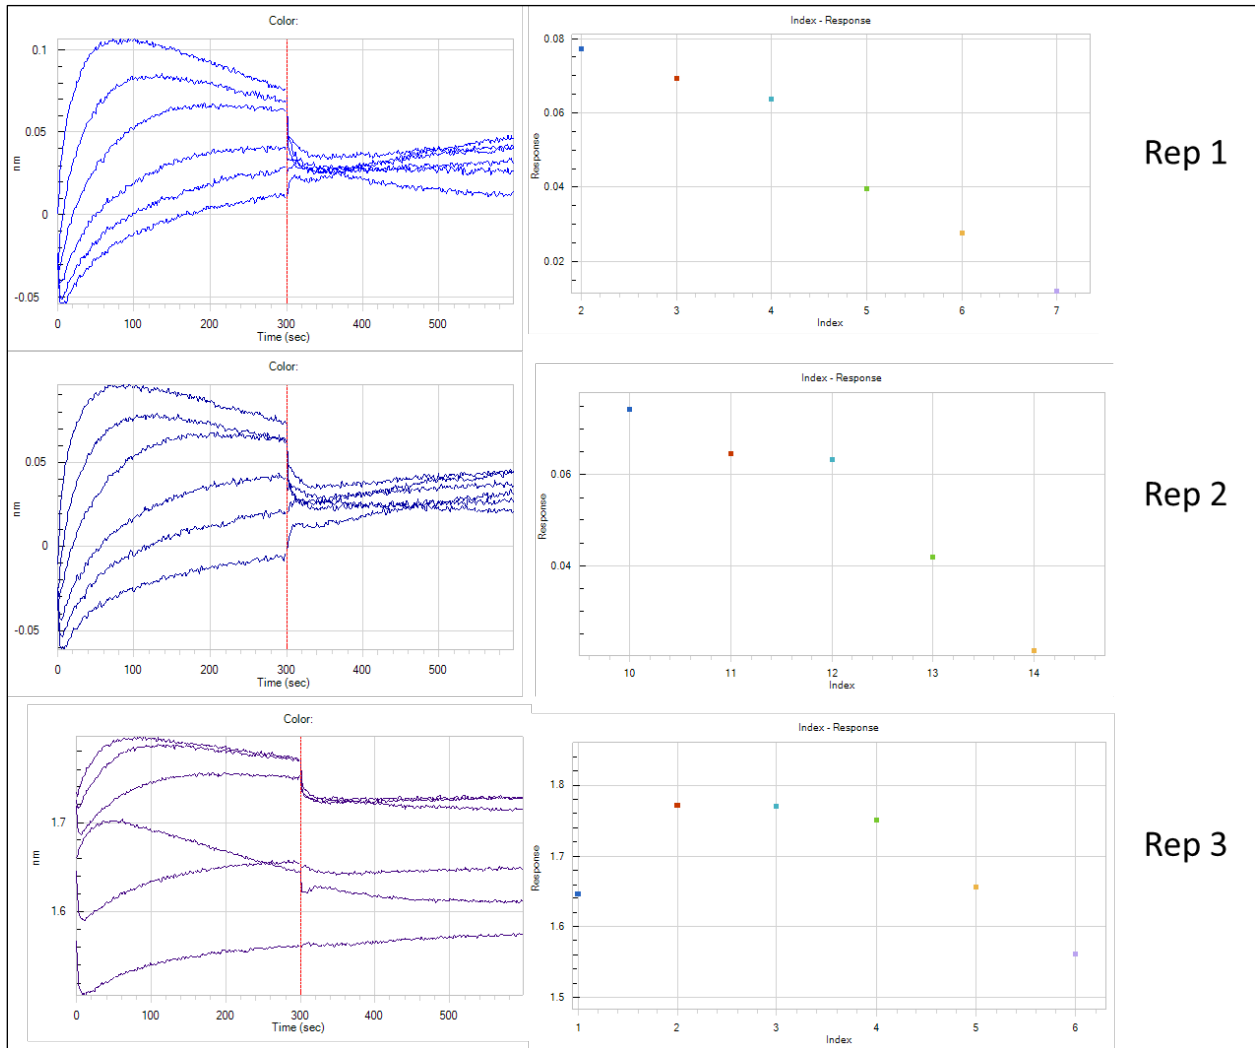 Color:
0.1
0.05
0
-0.05
nm
0 100 200 300 400 500
Time (sec)
Index - Response
0.08
0.06
0.04
0.02
Response
2 3 4 5 6 7
Index
Rep 1
Color:
0.05
0
-0.05
nm
0 100 200 300 400 500
Time (sec)
Index - Response
0.06
0.04
Response
10 11 12 13 14
Index
Rep 2
Color:
1.7
1.6
nm
0 100 200 300 400 500
Time (sec)
Index - Response
1.8
1.7
1.6
1.5
Response
1 2 3 4 5 6
Index
Rep 3